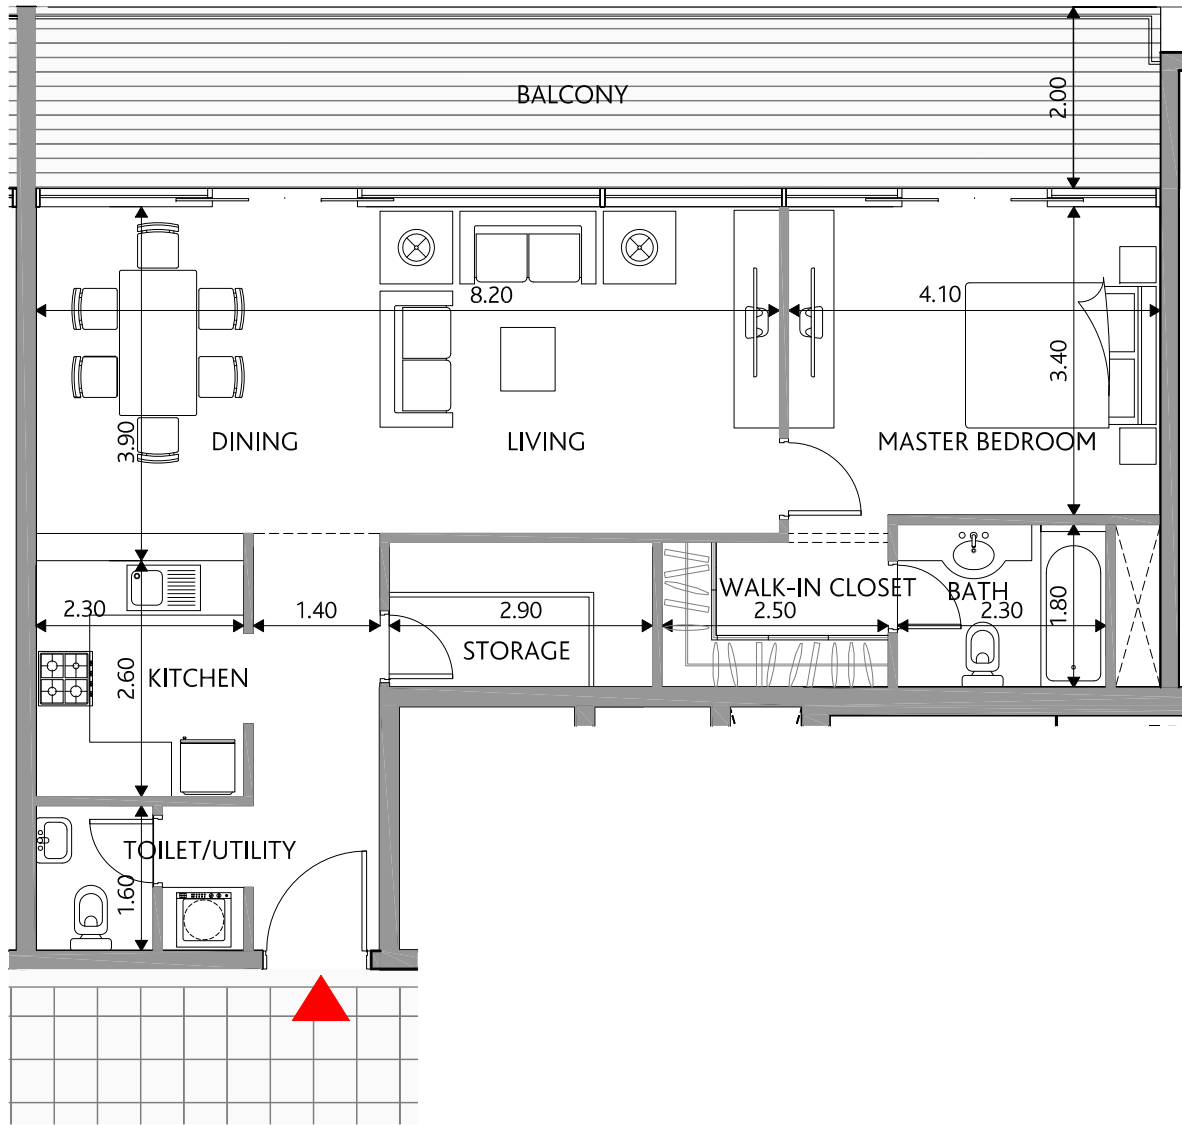 BALCONY
2.00
8.20
4.10
3.90
3.40
DINING
LIVING
MASTER BEDROOM
2.30
1.40
2.90
WALK-IN CLOSET
2.50
BATH
2.30
1.80
STORAGE
2.60
KITCHEN
TOILET/UTILITY
1.60